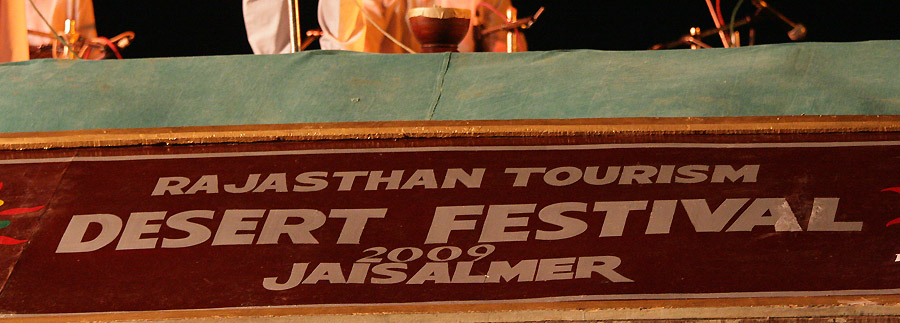 RAJASTHAN TOURISM
DESERT FESTIVAL
2009
JAISALMER